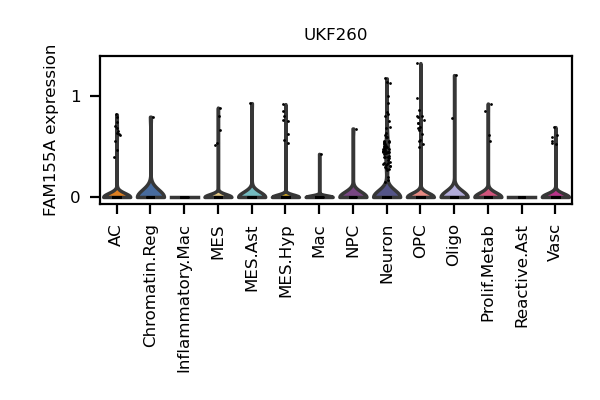 UKF260
FAM155A expression
1
0
AC
Chromatin.Reg
Inflammatory.Mac
MES
MES.Ast
MES.Hyp
Mac
NPC
Neuron
OPC
Oligo
Prolif.Metab
Reactive.Ast
Vasc